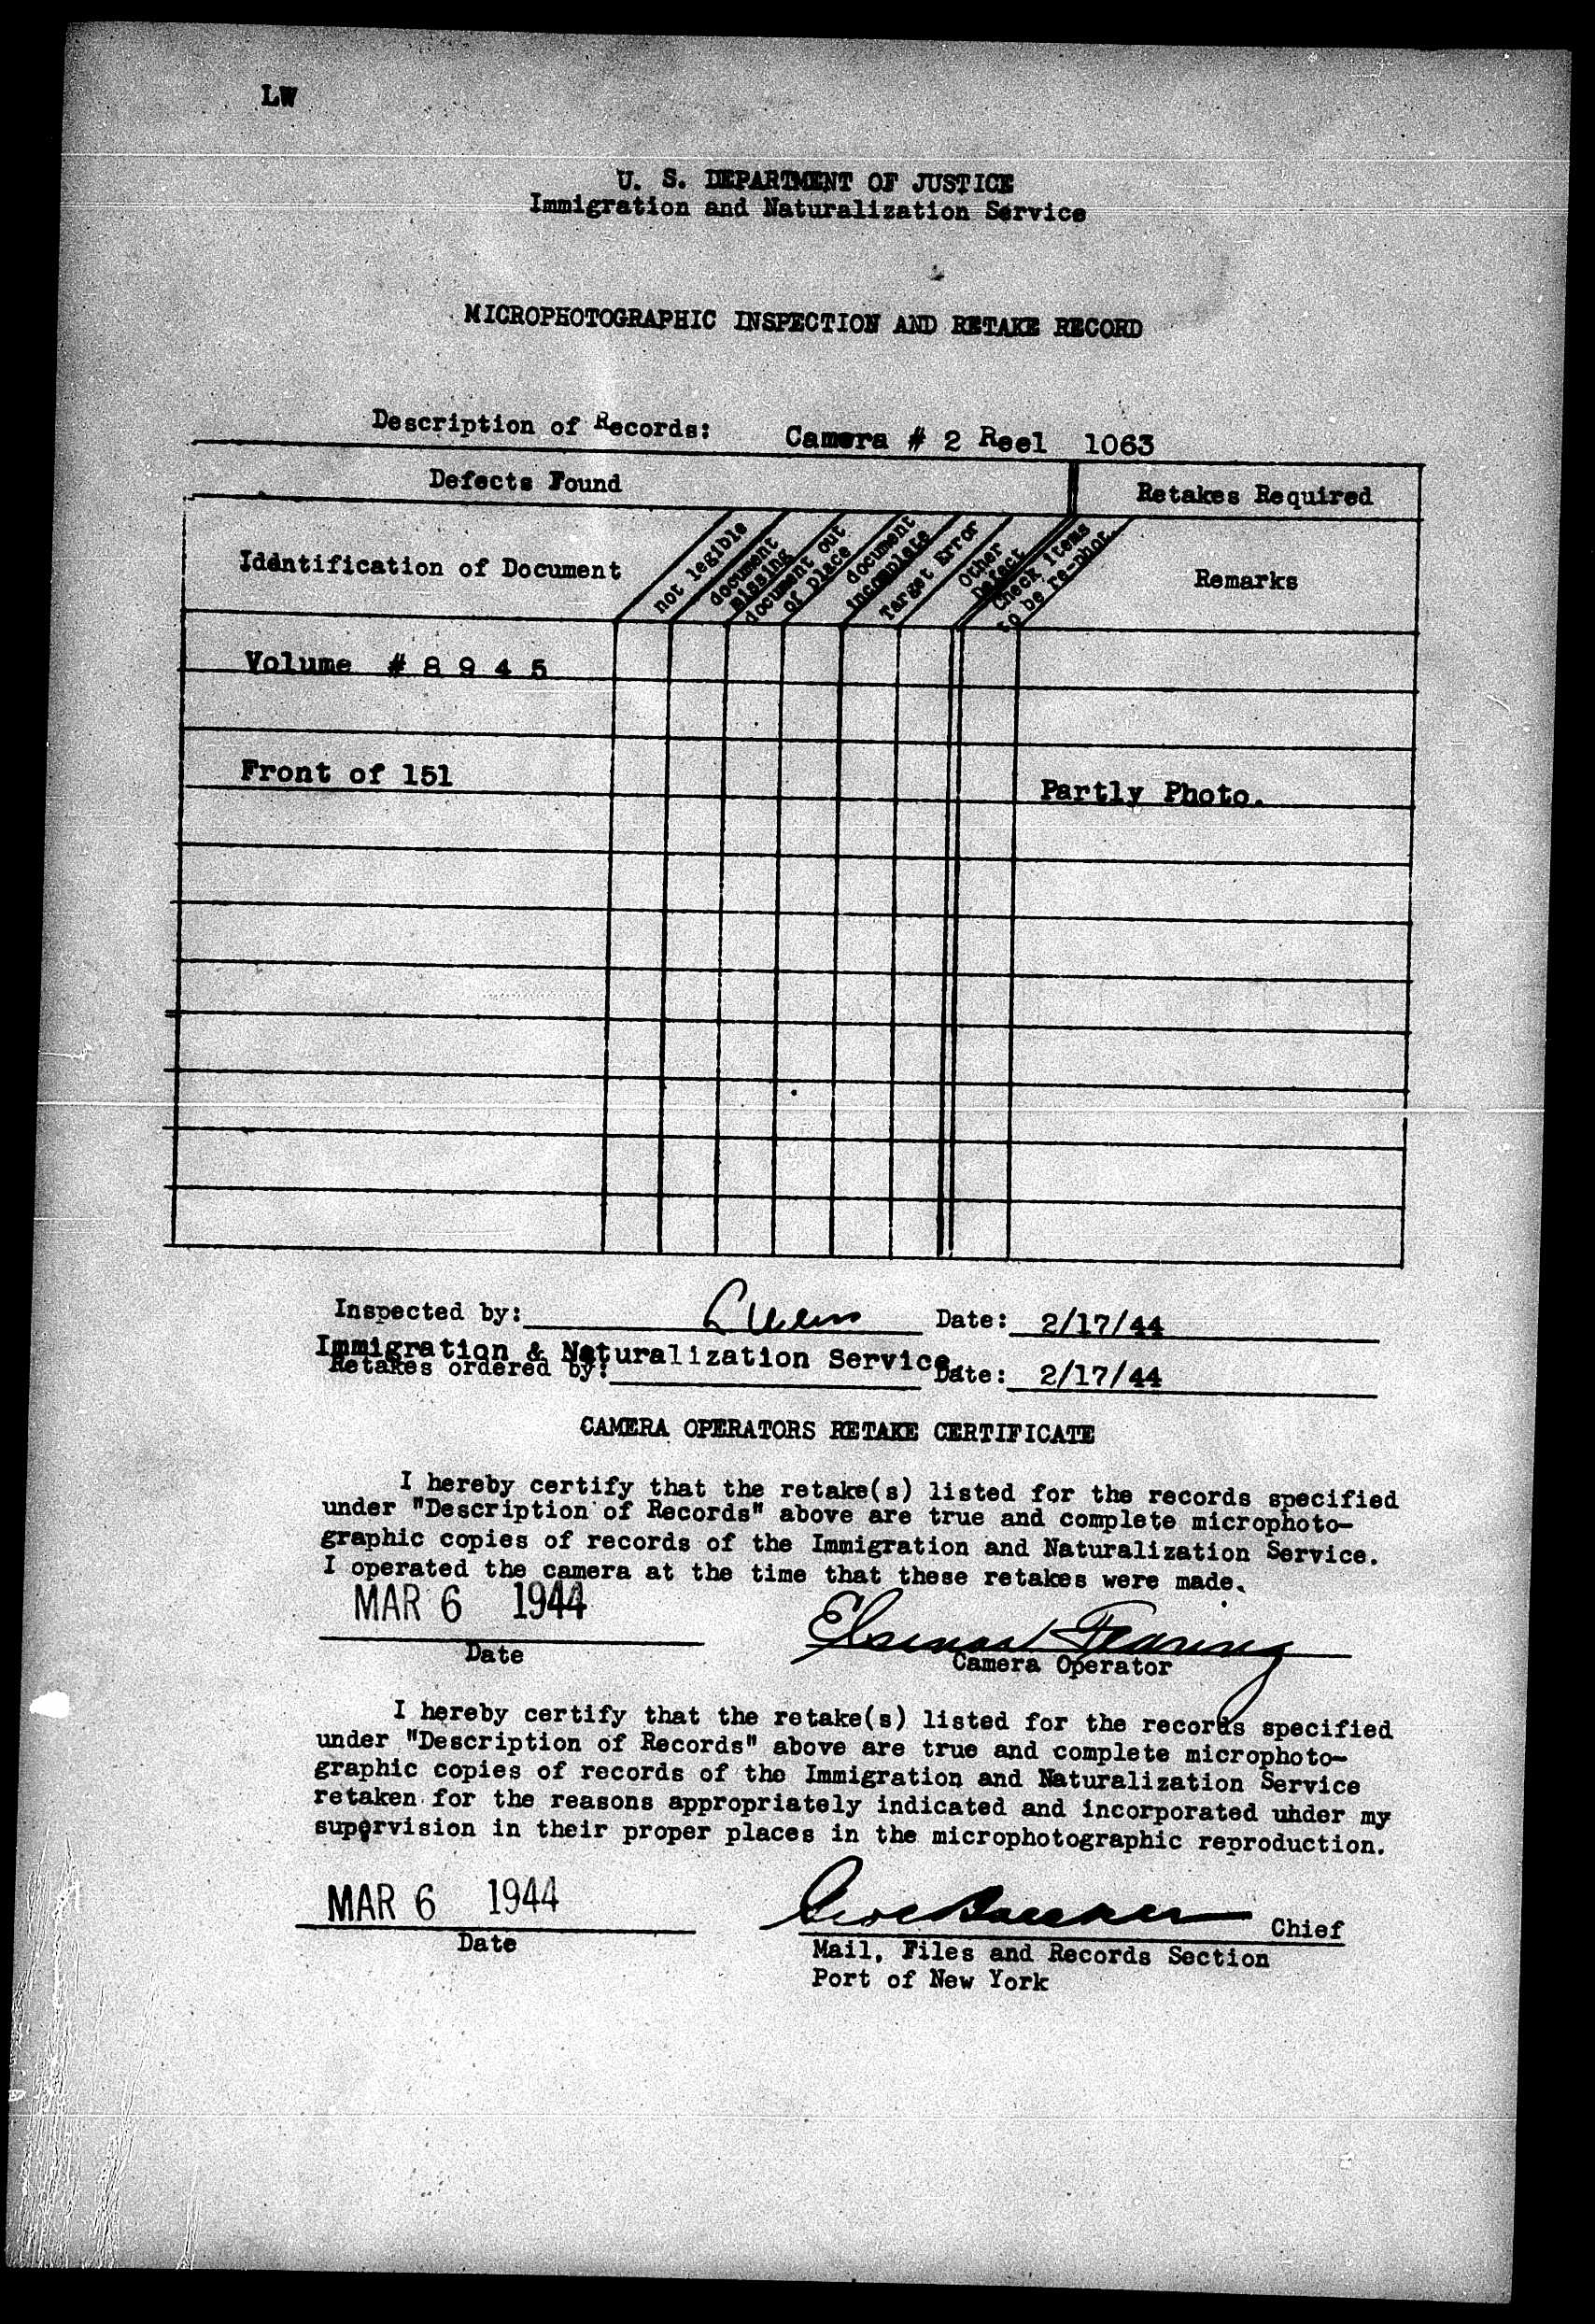 LW
U. S. DEPARTMENT OF JUSTICE
Immigration and Naturalization Service
MICROPHOTOGRAPHIC INSPECTION AND RETAKE RECORD
Description of Records: Camera # 2 Reel 1063
Defects Found
Retakes Required
Identification of Document
not legible
document missing
document out of place
document incomplete
Target Error
Other Defect
Check items to be re-phot.
Remarks
Volume # 8 9 4 5
Front of 151 Partly Photo.
Inspected by: Date: 2/17/44
Immigration & Naturalization Service
Retakes ordered by: Date: 2/17/44
CAMERA OPERATORS RETAKE CERTIFICATE
I hereby certify that the retake(s) listed for the records specified
under "Description of Records" above are true and complete microphoto-
graphic copies of records of the Immigration and Naturalization Service.
I operated the camera at the time that these retakes were made.
MAR 6 1944
Date
Camera Operator
I hereby certify that the retake(s) listed for the records specified
under "Description of Records" above are true and complete microphoto-
graphic copies of records of the Immigration and Naturalization Service
retaken for the reasons appropriately indicated and incorporated under my
supervision in their proper places in the microphotographic reproduction.
MAR 6 1944
Chief
Date
Mail, Files and Records Section
Port of New York